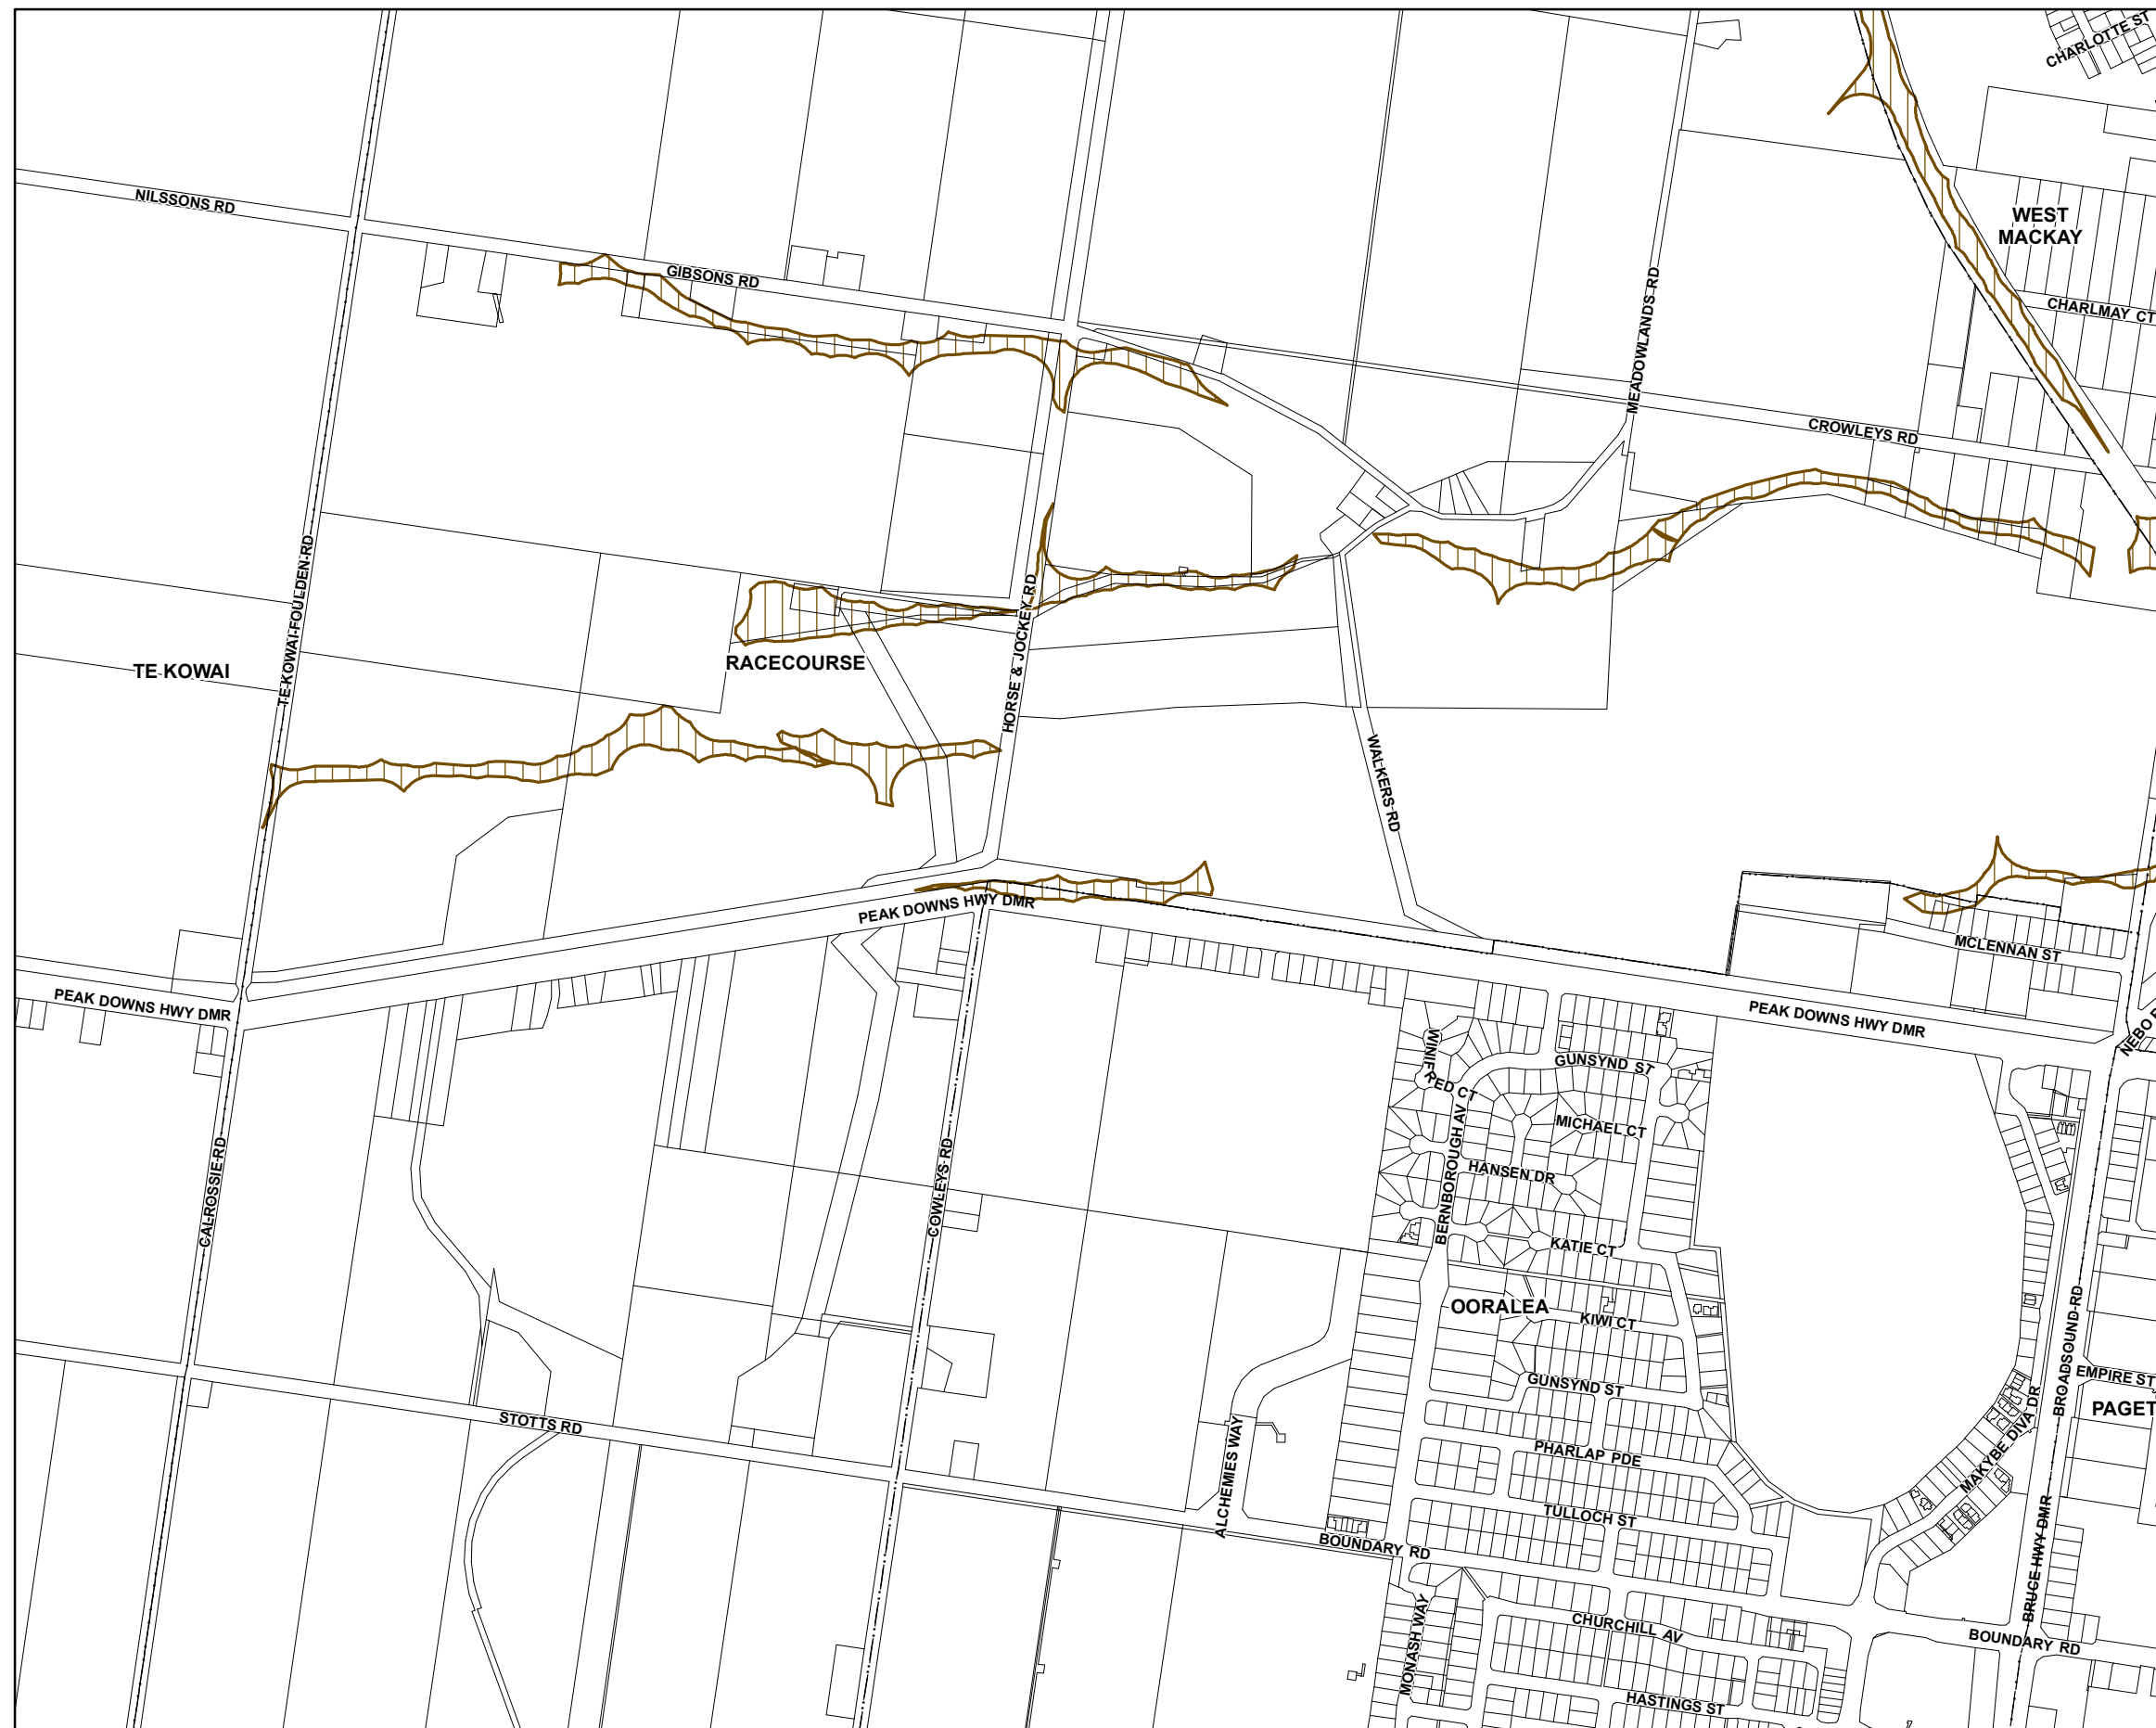 CHARLOTTE ST
NILSSONS RD
WEST
MACKAY
GIBSONS RD
CHARLMAY CT
MEADOWLANDS RD
CROWLEYS RD
TE KOWAI-FOULDEN RD
TE KOWAI
RACECOURSE
HORSE & JOCKEY RD
WALKERS RD
PEAK DOWNS HWY DMR
MCLENNAN ST
PEAK DOWNS HWY DMR
PEAK DOWNS HWY DMR
NEBO
WINIFRED CT
GUNSYND ST
MICHAEL CT
BERNBOROUGH AV
HANSEN DR
CALROSSIE RD
COWLEYS RD
KATIE CT
OORALEA
KIWI CT
BROADSOUND RD
EMPIRE ST
GUNSYND ST
PAGET
STOTTS RD
ALCHEMIES WAY
PHARLAP PDE
MAKYBE DIVA DR
TULLOCH ST
BOUNDARY RD
BRUCE HWY DMR
MONASH WAY
CHURCHILL AV
BOUNDARY RD
HASTINGS ST